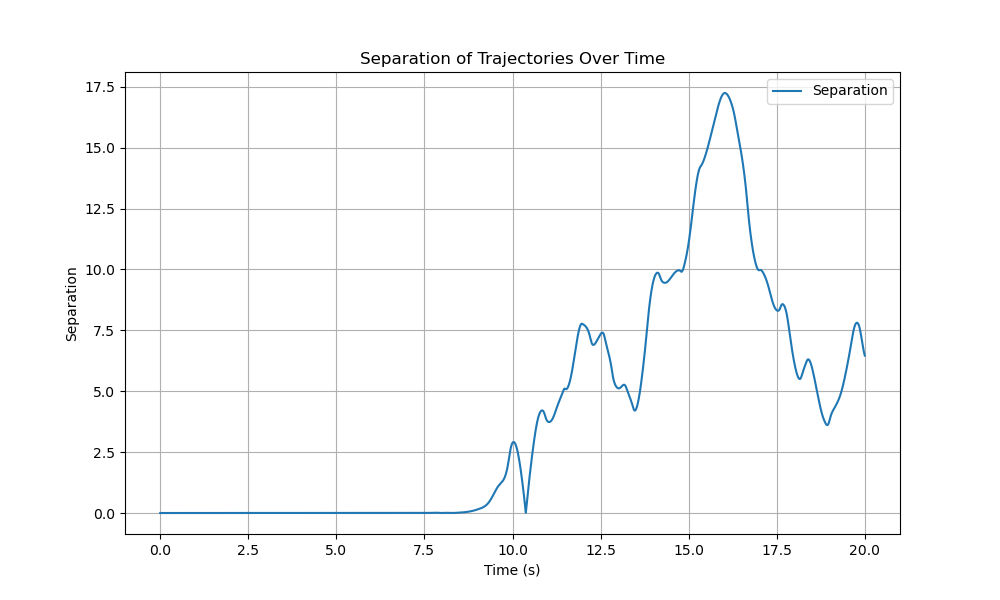 Separation of Trajectories Over Time
Separation
17.5
15.0
12.5
10.0
7.5
5.0
2.5
0.0
Separation
0.0 2.5 5.0 7.5 10.0 12.5 15.0 17.5 20.0
Time (s)